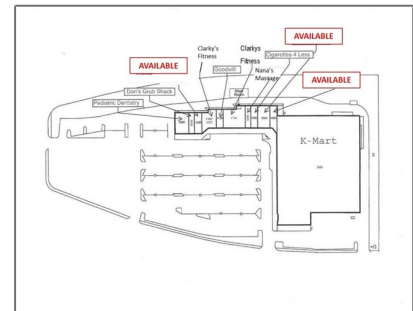 AVAILABLE
Clarky's
Fitness
Clarkys
Fitness
AVAILABLE
Cigarettes 4 Less
Goodwill
Nana's
Massage
AVAILABLE
Dan's Grub Shack
Pediatric Dentistry
K-Mart